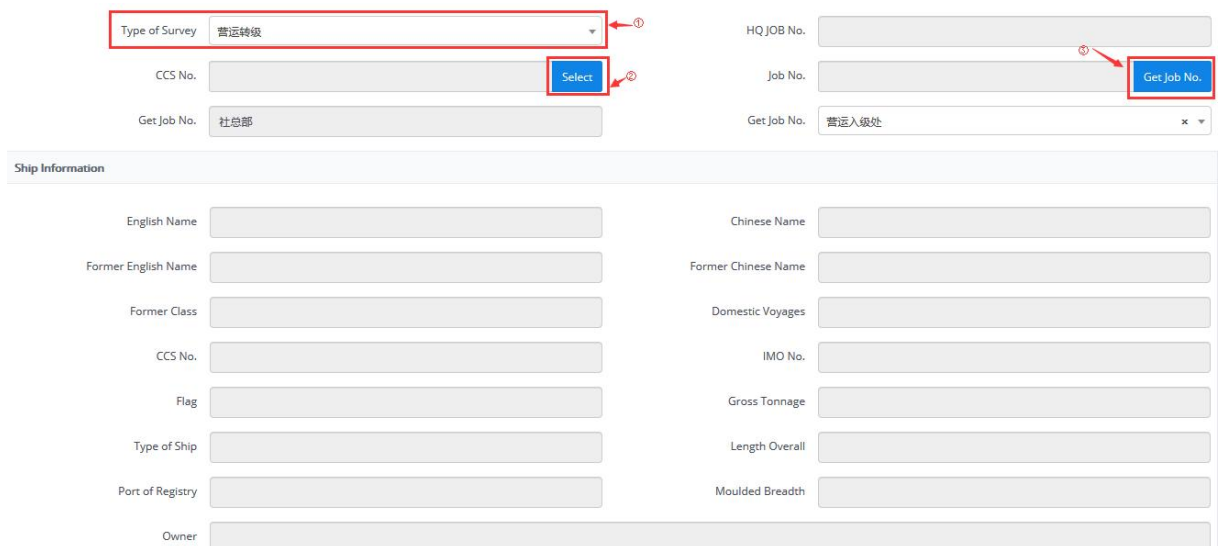 Type of Survey 营运转级 ① HQ JOB No.
CCS No. Select ② Job No. ③ Get Job No.
Get Job No. 社总部 Get Job No. 营运入级处 ×
Ship Information
English Name Chinese Name
Former English Name Former Chinese Name
Former Class Domestic Voyages
CCS No. IMO No.
Flag Gross Tonnage
Type of Ship Length Overall
Port of Registry Moulded Breadth
Owner